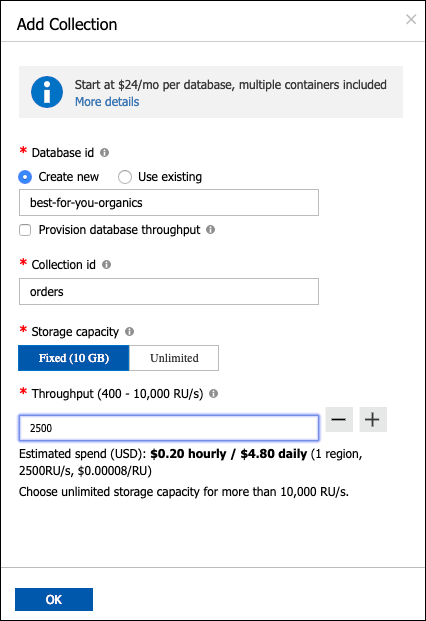 Add Collection
Start at $24/mo per database, multiple containers included
More details
* Database id
Create new Use existing
best-for-you-organics
Provision database throughput
* Collection id
orders
* Storage capacity
Fixed (10 GB) Unlimited
* Throughput (400 - 10,000 RU/s)
2500
Estimated spend (USD): $0.20 hourly / $4.80 daily (1 region,
2500RU/s, $0.00008/RU)
Choose unlimited storage capacity for more than 10,000 RU/s.
OK